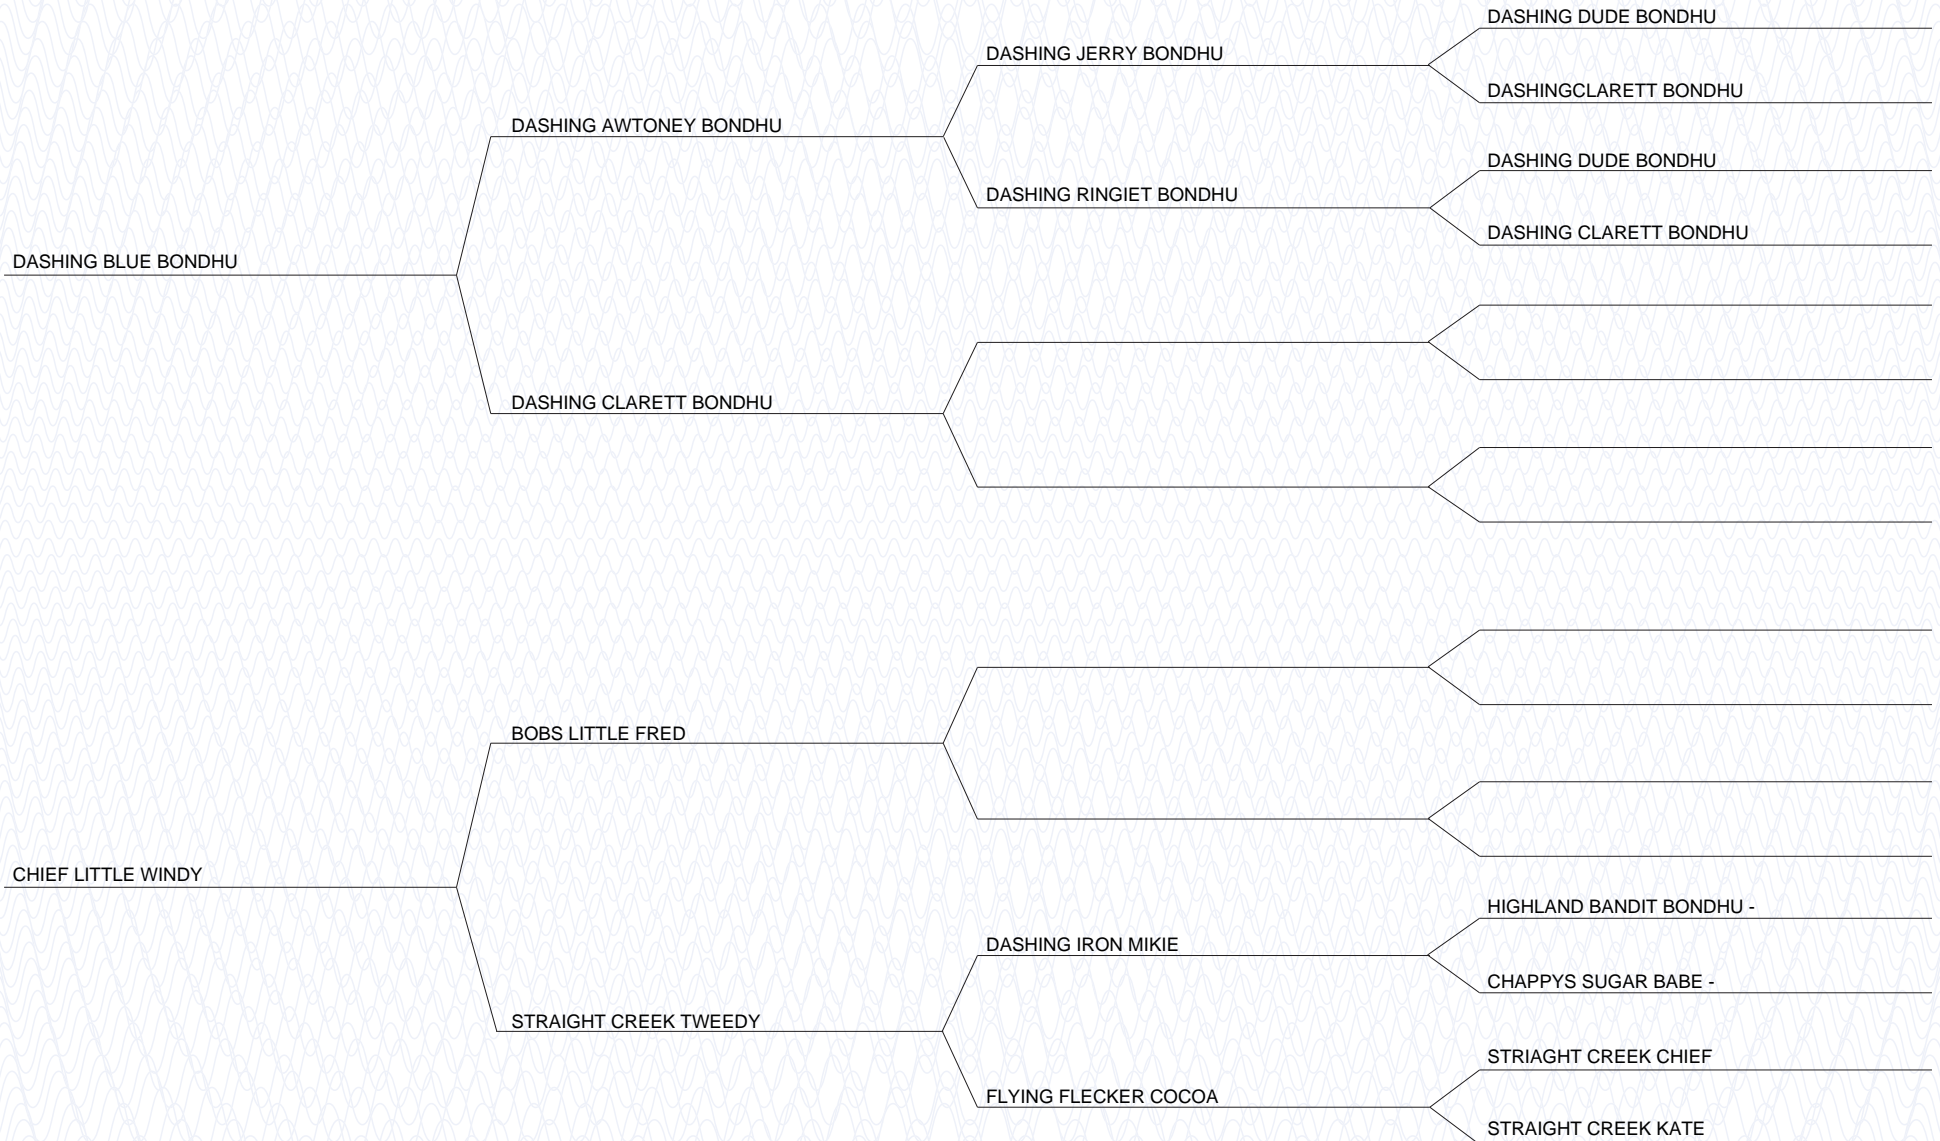 DASHING DUDE BONDHU
DASHING JERRY BONDHU
DASHINGCLARETT BONDHU
DASHING AWTONEY BONDHU
DASHING DUDE BONDHU
DASHING RINGIET BONDHU
DASHING CLARETT BONDHU
DASHING BLUE BONDHU
DASHING CLARETT BONDHU
BOBS LITTLE FRED
CHIEF LITTLE WINDY
HIGHLAND BANDIT BONDHU -
DASHING IRON MIKIE
CHAPPYS SUGAR BABE -
STRAIGHT CREEK TWEEDY
STRIAGHT CREEK CHIEF
FLYING FLECKER COCOA
STRAIGHT CREEK KATE